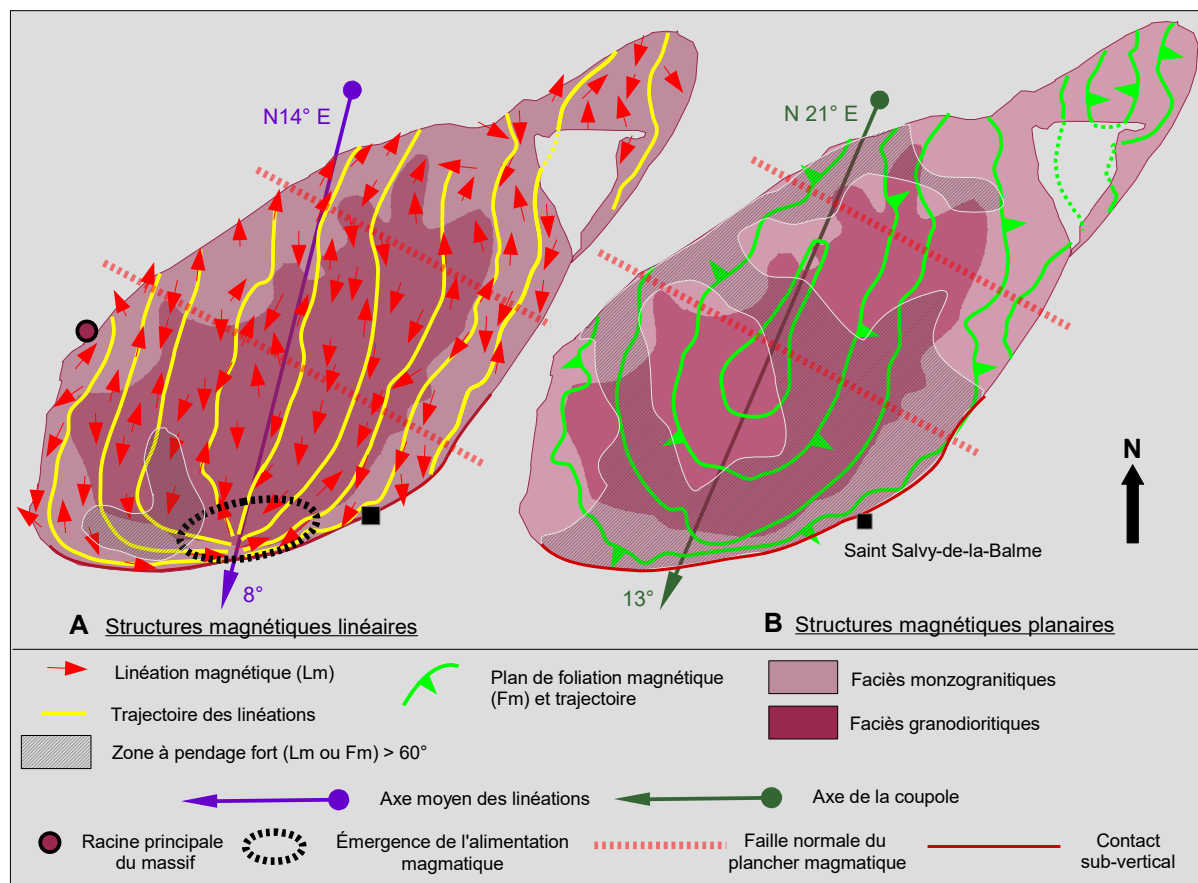 N14° E
N 21° E
N
Saint Salvy-de-la-Balme
8°
13°
A Structures magnétiques linéaires
B Structures magnétiques planaires
Linéation magnétique (Lm)
Trajectoire des linéations
Zone à pendage fort (Lm ou Fm) > 60°
Plan de foliation magnétique
(Fm) et trajectoire
Faciès monzogranitiques
Faciès granodioritiques
Axe moyen des linéations
Axe de la coupole
Racine principale
du massif
Émergence de l'alimentation
magmatique
Faille normale du
plancher magmatique
Contact
sub-vertical